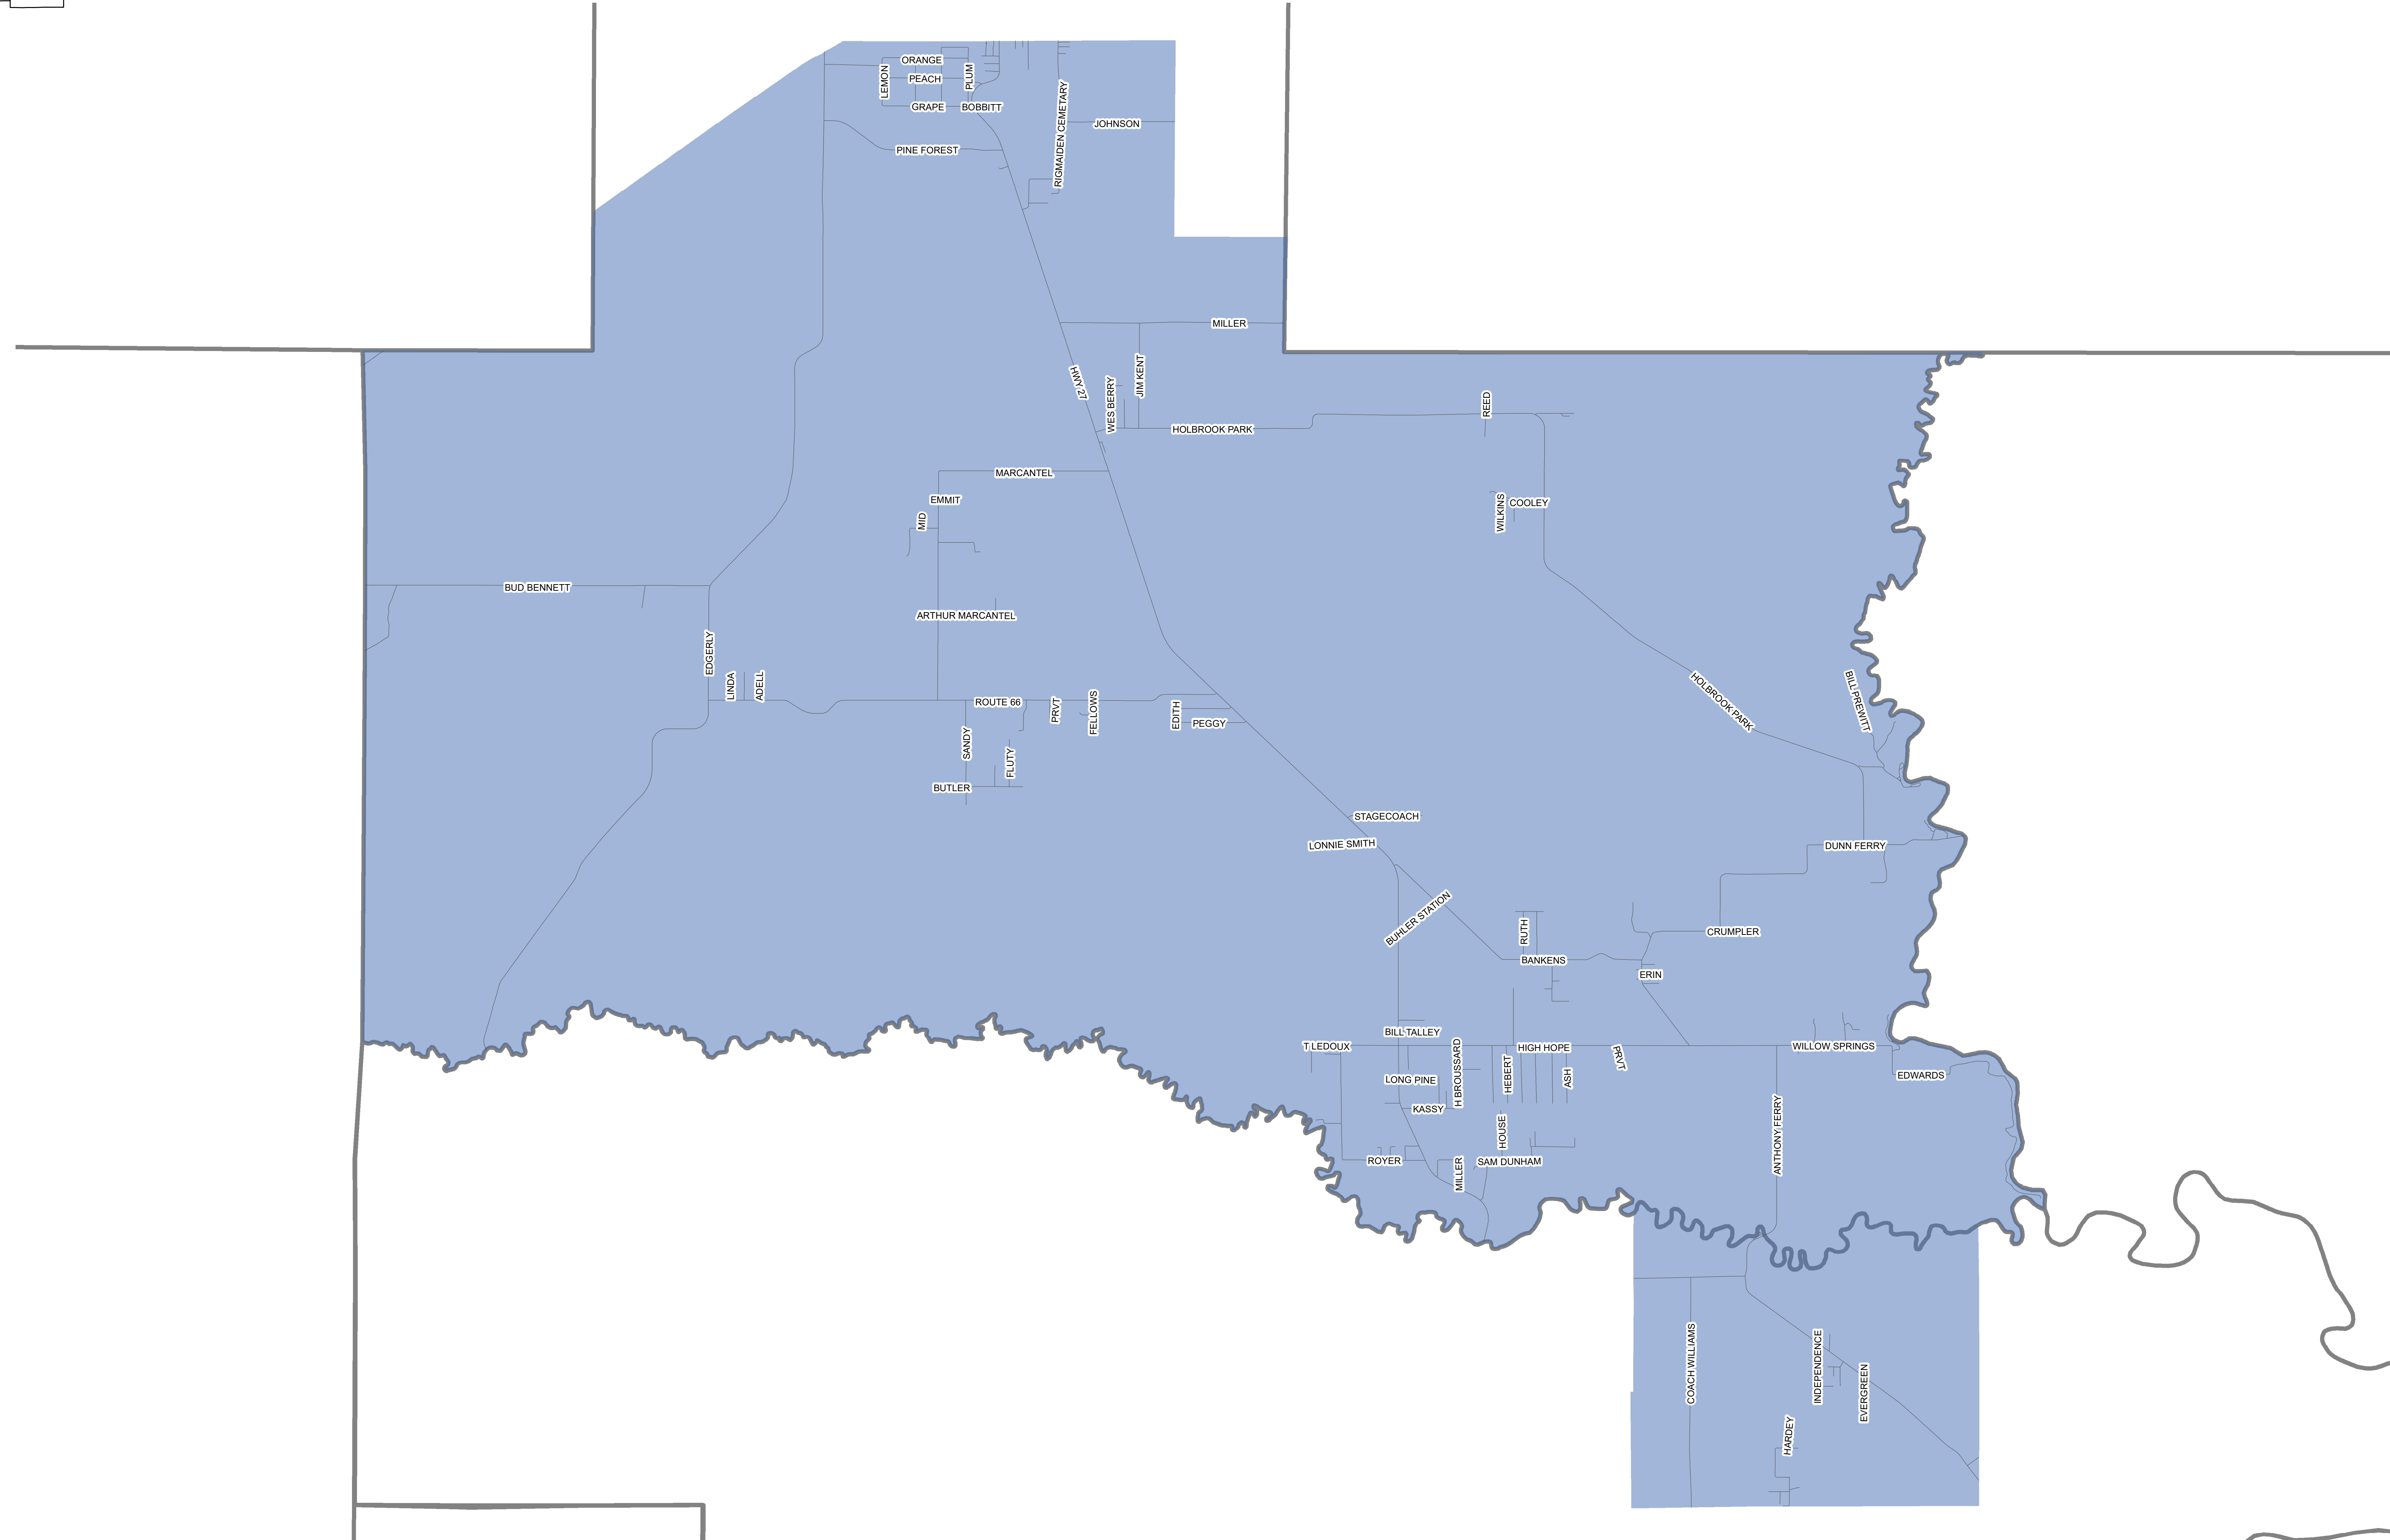 ORANGE
LEMON
PEACH
PLUM
GRAPE
BOBBITT
RIGMAIDEN CEMETARY
JOHNSON
PINE FOREST
MILLER
HWY 27
WES BERRY
JIM KENT
REED
HOLBROOK PARK
MARCANTEL
EMMIT
MID
WILKINS
COOLEY
BUD BENNETT
ARTHUR MARCANTEL
EDGERLY
LINDA
ADELL
ROUTE 66
PRVT
FELLOWS
EDITH
PEGGY
HOLBROOK PARK
BILL PREWITT
SANDY
FLUTY
BUTLER
STAGECOACH
LONNIE SMITH
DUNN FERRY
BUHLER STATION
RUTH
CRUMPLER
BANKENS
ERIN
BILL TALLEY
T LEDOUX
H BROUSSARD
HIGH HOPE
PRVT
WILLOW SPRINGS
LONG PINE
HEBERT
ASH
EDWARDS
KASSY
HOUSE
ANTHONY FERRY
ROYER
MILLER
SAM DUNHAM
COACH WILLIAMS
INDEPENDENCE
EVERGREEN
HARDEY